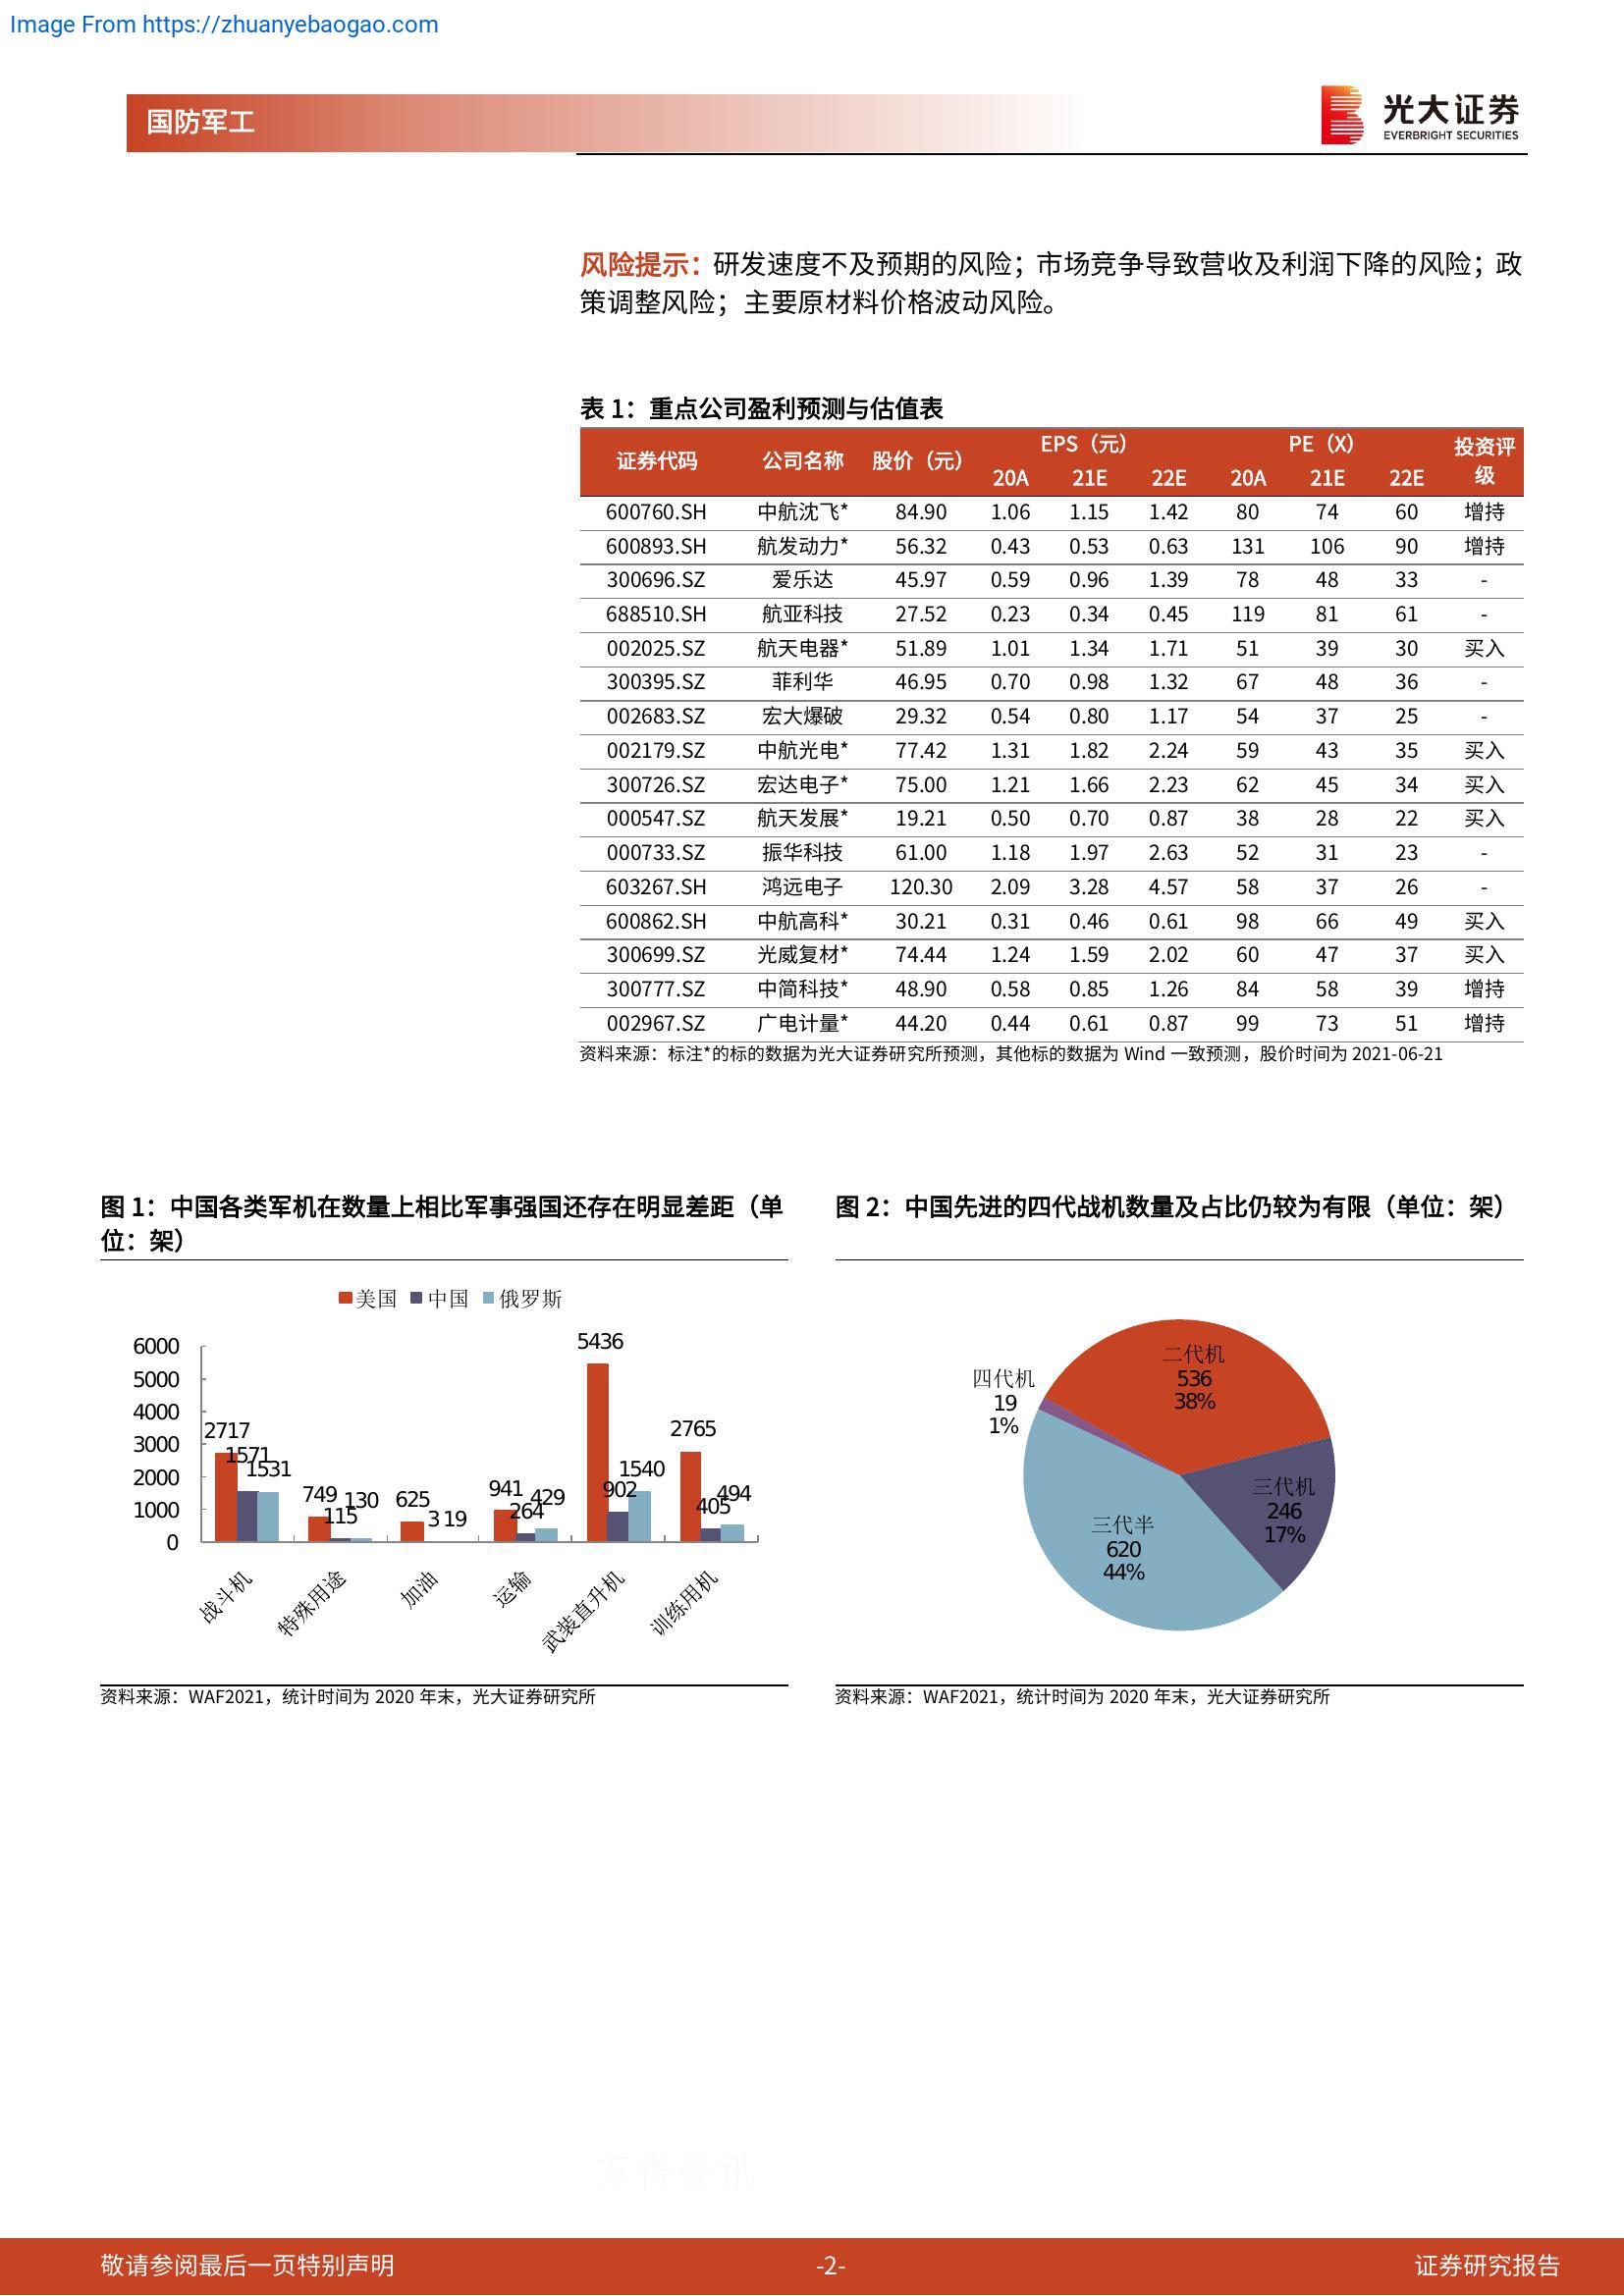 Image From https://zhuanyebaogao.com
国防军工
光大证券
EVERBRIGHT SECURITIES
风险提示：研发速度不及预期的风险；市场竞争导致营收及利润下降的风险；政
策调整风险；主要原材料价格波动风险。
表 1：重点公司盈利预测与估值表
证券代码 公司名称 股价（元） EPS（元） PE（X） 投资评级
20A 21E 22E 20A 21E 22E
600760.SH 中航沈飞* 84.90 1.06 1.15 1.42 80 74 60 增持
600893.SH 航发动力* 56.32 0.43 0.53 0.63 131 106 90 增持
300696.SZ 爱乐达 45.97 0.59 0.96 1.39 78 48 33 -
688510.SH 航亚科技 27.52 0.23 0.34 0.45 119 81 61 -
002025.SZ 航天电器* 51.89 1.01 1.34 1.71 51 39 30 买入
300395.SZ 菲利华 46.95 0.70 0.98 1.32 67 48 36 -
002683.SZ 宏大爆破 29.32 0.54 0.80 1.17 54 37 25 -
002179.SZ 中航光电* 77.42 1.31 1.82 2.24 59 43 35 买入
300726.SZ 宏达电子* 75.00 1.21 1.66 2.23 62 45 34 买入
000547.SZ 航天发展* 19.21 0.50 0.70 0.87 38 28 22 买入
000733.SZ 振华科技 61.00 1.18 1.97 2.63 52 31 23 -
603267.SH 鸿远电子 120.30 2.09 3.28 4.57 58 37 26 -
600862.SH 中航高科* 30.21 0.31 0.46 0.61 98 66 49 买入
300699.SZ 光威复材* 74.44 1.24 1.59 2.02 60 47 37 买入
300777.SZ 中简科技* 48.90 0.58 0.85 1.26 84 58 39 增持
002967.SZ 广电计量* 44.20 0.44 0.61 0.87 99 73 51 增持
资料来源：标注*的标的数据为光大证券研究所预测，其他标的数据为 Wind 一致预测，股价时间为 2021-06-21
图 1：中国各类军机在数量上相比军事强国还存在明显差距（单
位：架）
美国 中国 俄罗斯
6000
5000
4000
3000
2000
1000
0
2717 1571 1531
749 115 130
625 3 19
941 264 429
5436 902 1540
2765 405 494
战斗机 特殊用途 加油 运输 武装直升机 训练用机
资料来源：WAF2021，统计时间为 2020 年末，光大证券研究所
图 2：中国先进的四代战机数量及占比仍较为有限（单位：架）
二代机
536
38%
四代机
19
1%
三代机
246
17%
三代半
620
44%
资料来源：WAF2021，统计时间为 2020 年末，光大证券研究所
万得资讯
敬请参阅最后一页特别声明 -2- 证券研究报告